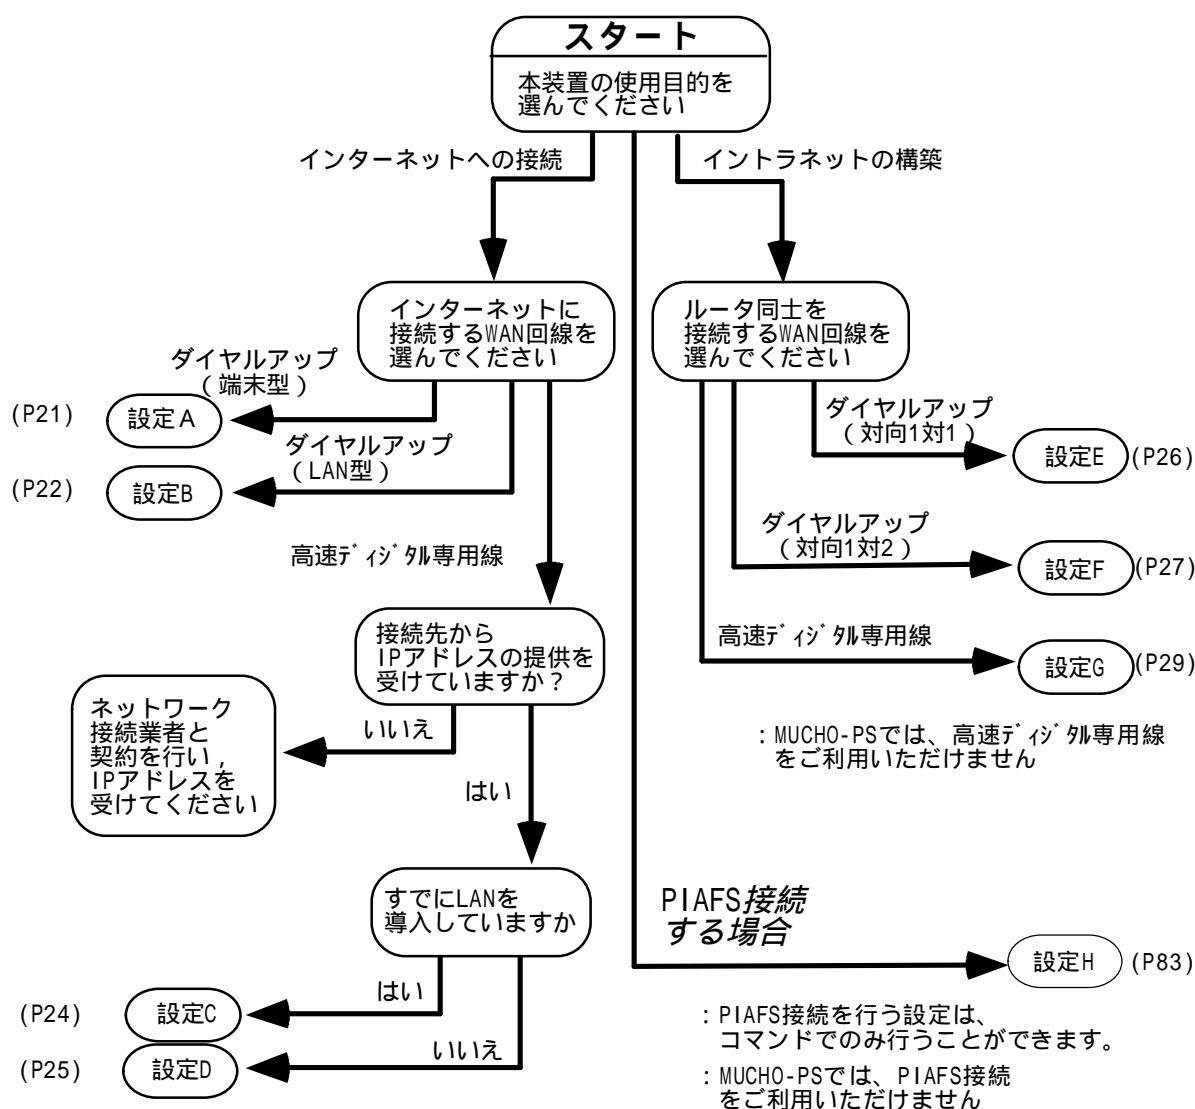 スタート
本装置の使用目的を
選んでください
インターネットへの接続
イントラネットの構築
インターネットに
接続するWAN回線を
選んでください
ルータ同士を
接続するWAN回線を
選んでください
ダイヤルアップ
(端末型)
(P21)
設定A
ダイヤルアップ
(LAN型)
(P22)
設定B
ダイヤルアップ
(対向1対1)
設定E
(P26)
ダイヤルアップ
(対向1対2)
設定F
(P27)
高速ディジタル専用線
高速ディジタル専用線
設定G
(P29)
接続先から
IPアドレスの提供を
受けていますか?
いいえ
ネットワーク
接続業者と
契約を行い,
IPアドレスを
受けてください
はい
:MUCHO-PSでは、高速ディジタル専用線
をご利用いただけません
すでにLANを
導入していますか
はい
(P24)
設定C
いいえ
(P25)
設定D
PIAFS接続
する場合
設定H
(P83)
:PIAFS接続を行う設定は、
コマンドでのみ行うことができます。
:MUCHO-PSでは、PIAFS接続
をご利用いただけません